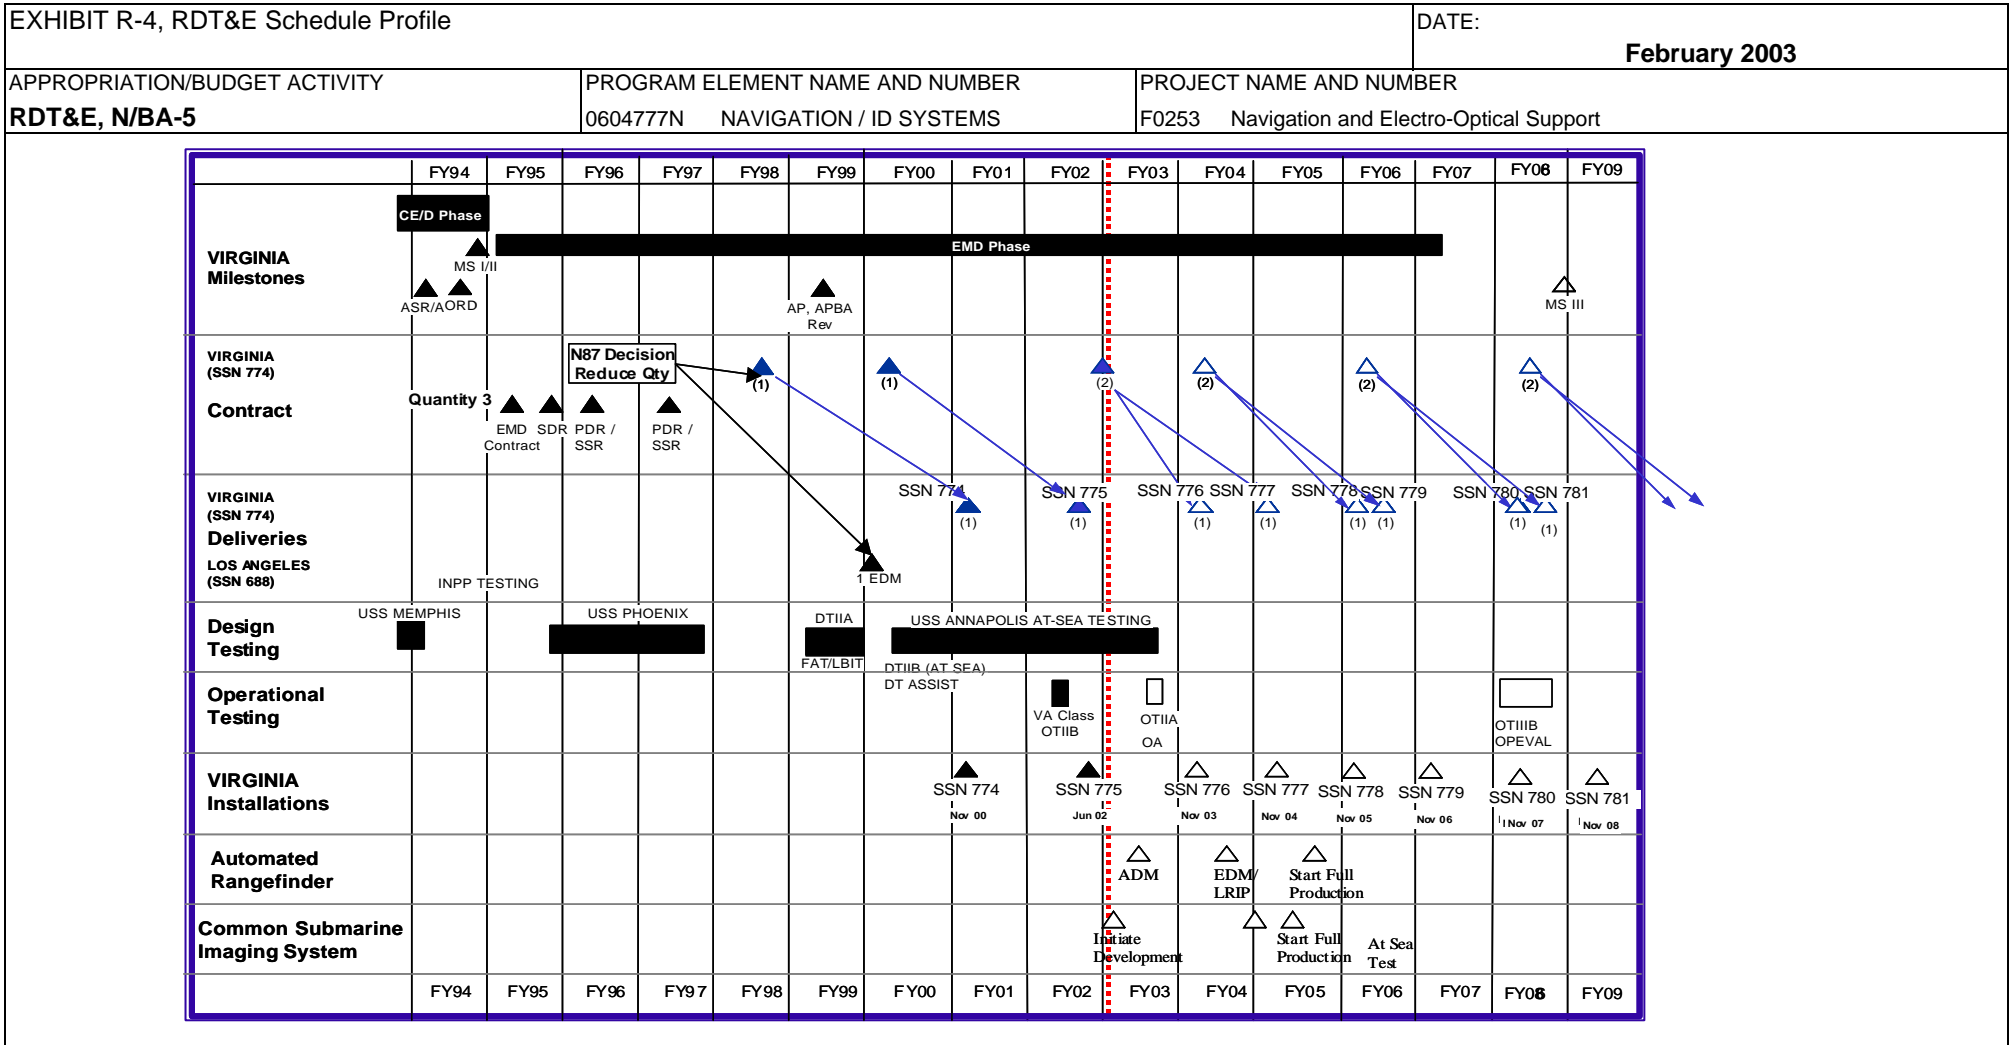 EXHIBIT R-4, RDT&E Schedule Profile
DATE:
February 2003
APPROPRIATION/BUDGET ACTIVITY
RDT&E, N/BA-5
PROGRAM ELEMENT NAME AND NUMBER
0604777N NAVIGATION / ID SYSTEMS
PROJECT NAME AND NUMBER
F0253 Navigation and Electro-Optical Support
FY94 FY95 FY96 FY97 FY98 FY99 FY00 FY01 FY02 FY03 FY04 FY05 FY06 FY07 FY08 FY09
VIRGINIA
Milestones
CE/D Phase
EMD Phase
MS I/II
ASR/A ORD
AP, APBA
Rev
MS III
VIRGINIA
(SSN 774)
Contract
N87 Decision
Reduce Qty
(1) (1) (2) (2) (2) (2)
Quantity 3
EMD
Contract
SDR
PDR /
SSR
PDR /
SSR
VIRGINIA
(SSN 774)
Deliveries
LOS ANGELES
(SSN 688)
SSN 774 SSN 775 SSN 776 SSN 777 SSN 778 SSN 779 SSN 780 SSN 781
(1) (1) (1) (1) (1) (1) (1) (1)
1 EDM
INPP TESTING
Design
Testing
USS MEMPHIS
USS PHOENIX
DTIIA
FAT/LBIT
USS ANNAPOLIS AT-SEA TESTING
DTIIB (AT SEA)
DT ASSIST
Operational
Testing
VA Class
OTIIB
OTIIA
OA
OTIIIB
OPEVAL
VIRGINIA
Installations
SSN 774 SSN 775 SSN 776 SSN 777 SSN 778 SSN 779 SSN 780 SSN 781
Nov 00 Jun 02 Nov 03 Nov 04 Nov 05 Nov 06 Nov 07 Nov 08
Automated
Rangefinder
ADM
EDM/
LRIP
Start Full
Production
Common Submarine
Imaging System
Initiate
Development
Start Full
Production
At Sea
Test
FY94 FY95 FY96 FY97 FY98 FY99 FY00 FY01 FY02 FY03 FY04 FY05 FY06 FY07 FY08 FY09